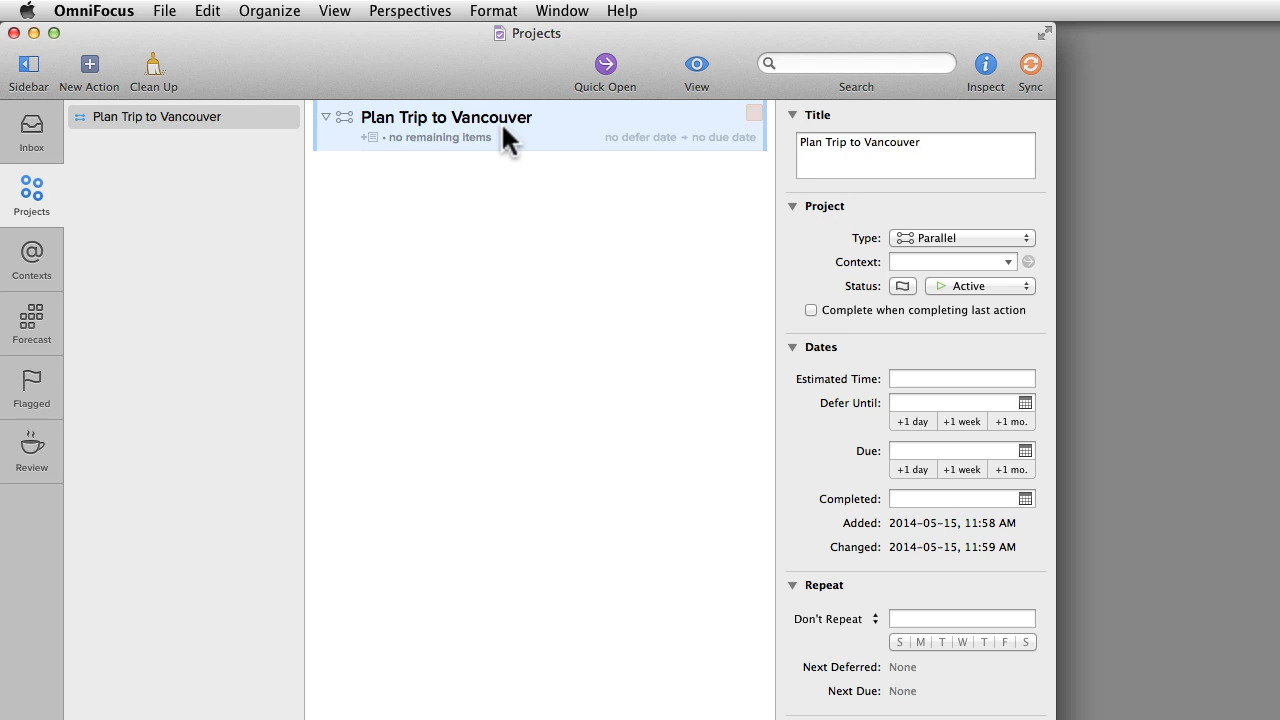 OmniFocus File Edit Organize View Perspectives Format Window Help
Projects
Sidebar New Action Clean Up Quick Open View Search Inspect Sync
Inbox
Projects
Contexts
Forecast
Flagged
Review
Plan Trip to Vancouver
Plan Trip to Vancouver
• no remaining items no defer date → no due date
Title
Plan Trip to Vancouver
Project
Type: Parallel
Context:
Status: Active
Complete when completing last action
Dates
Estimated Time:
Defer Until:
+1 day +1 week +1 mo.
Due:
+1 day +1 week +1 mo.
Completed:
Added: 2014-05-15, 11:58 AM
Changed: 2014-05-15, 11:59 AM
Repeat
Don't Repeat
S M T W T F S
Next Deferred: None
Next Due: None